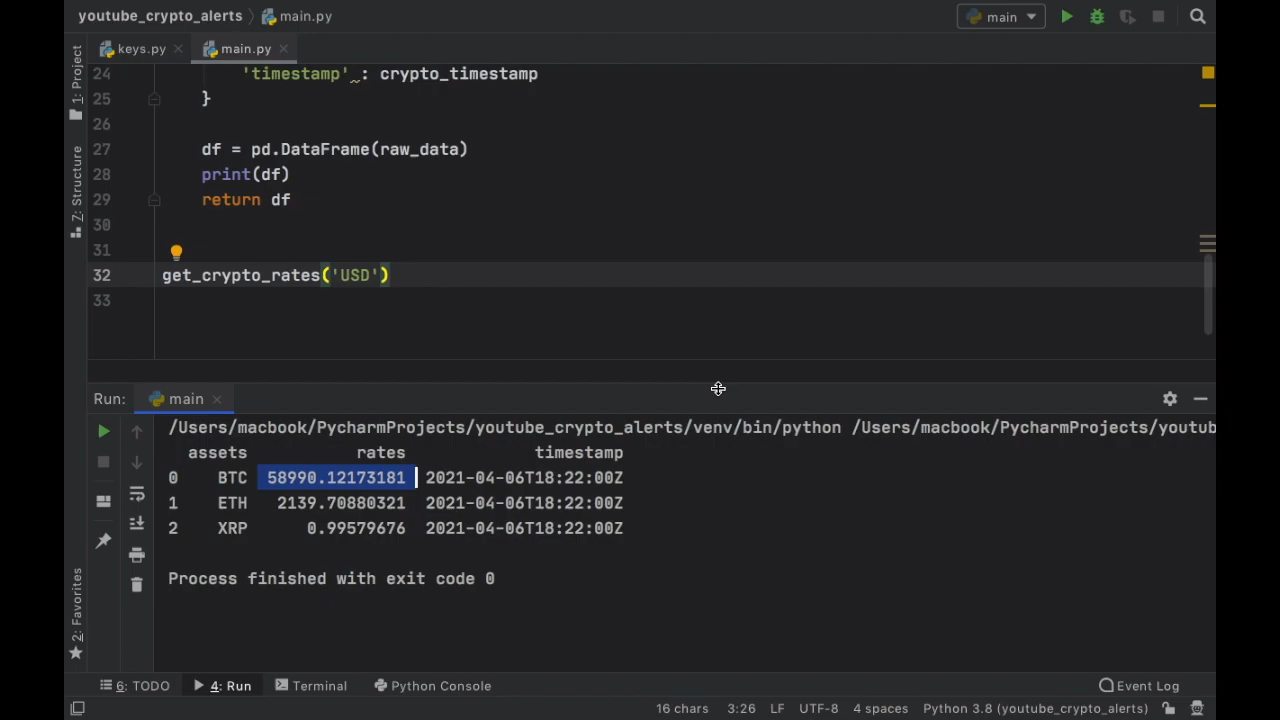 youtube_crypto_alerts main.py
main
1: Project
7: Structure
2: Favorites
keys.py main.py
24 'timestamp' : crypto_timestamp
25 }
26
27 df = pd.DataFrame(raw_data)
28 print(df)
29 return df
30
31
32 get_crypto_rates('USD')
33
Run: main
/Users/macbook/PycharmProjects/youtube_crypto_alerts/venv/bin/python /Users/macbook/PycharmProjects/youtub
assets rates timestamp
0 BTC 58990.12173181 2021-04-06T18:22:00Z
1 ETH 2139.70880321 2021-04-06T18:22:00Z
2 XRP 0.99579676 2021-04-06T18:22:00Z
Process finished with exit code 0
6: TODO 4: Run Terminal Python Console Event Log
16 chars 3:26 LF UTF-8 4 spaces Python 3.8 (youtube_crypto_alerts)